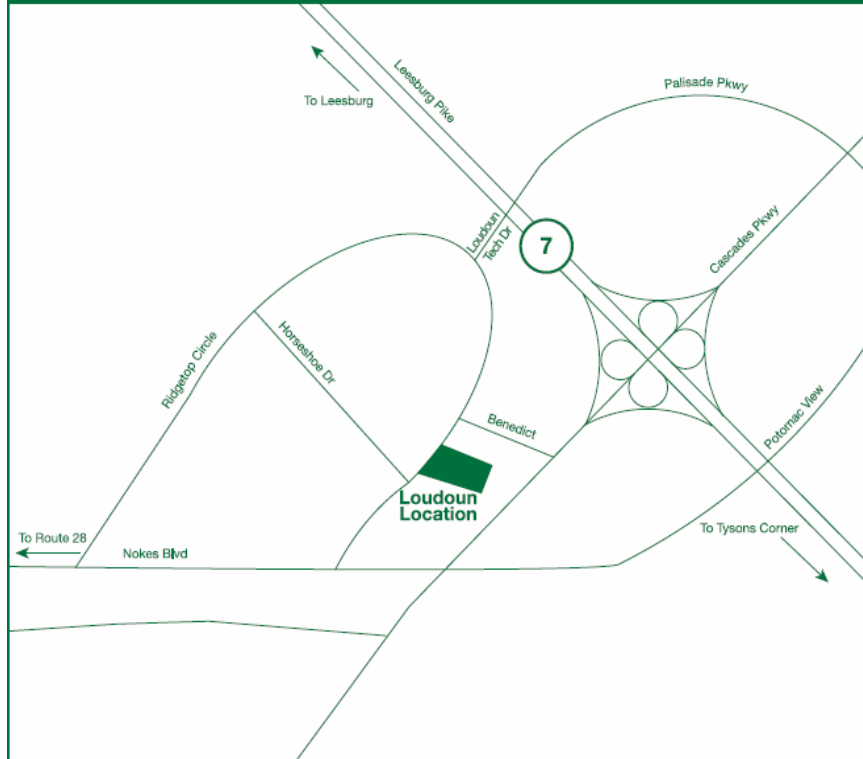 Leesburg Pike
To Leesburg
Palisade Pkwy
Loudoun
Tech Dr
7
Cascades Pkwy
Ridgetop Circle
Horseshoe Dr
Benedict
Potomac View
Loudoun
Location
To Tysons Corner
To Route 28
Nokes Blvd